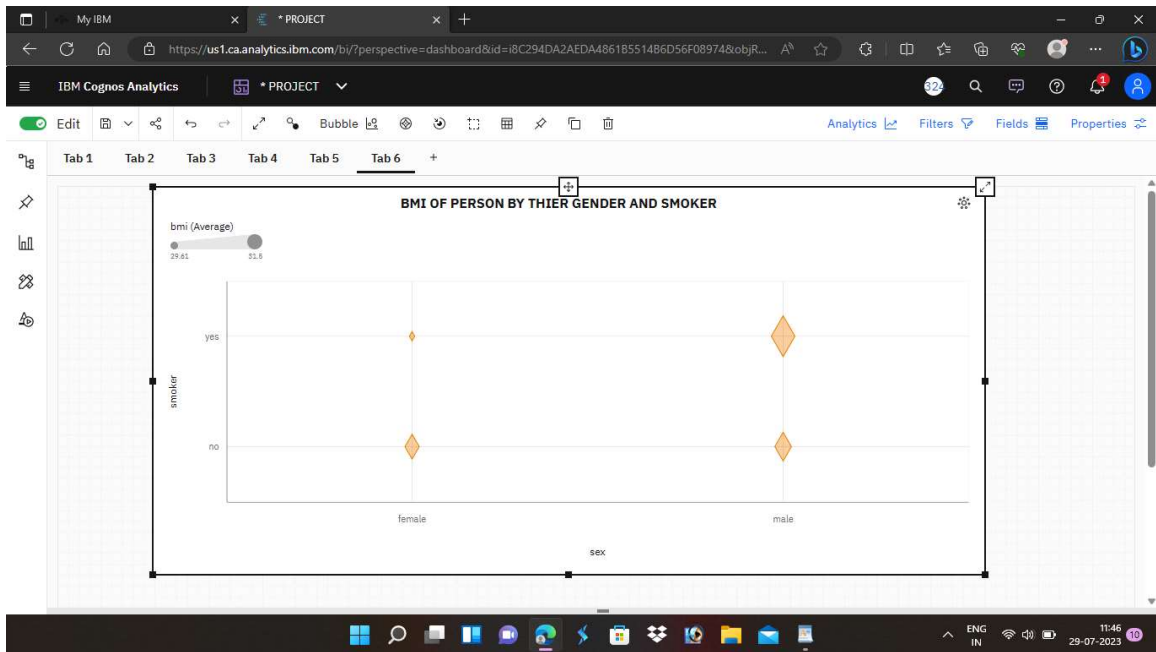 My IBM
* PROJECT
https://us1.ca.analytics.ibm.com/bi/?perspective=dashboard&id=i8C294DA2AEDA4861B551486D56F08974&objR...
IBM Cognos Analytics
* PROJECT
324
1
Edit
Bubble
Analytics
Filters
Fields
Properties
Tab 1
Tab 2
Tab 3
Tab 4
Tab 5
Tab 6
BMI OF PERSON BY THIER GENDER AND SMOKER
bmi (Average)
29.61
31.5
yes
smoker
no
female
male
sex
ENG
IN
11:46
29-07-2023
10